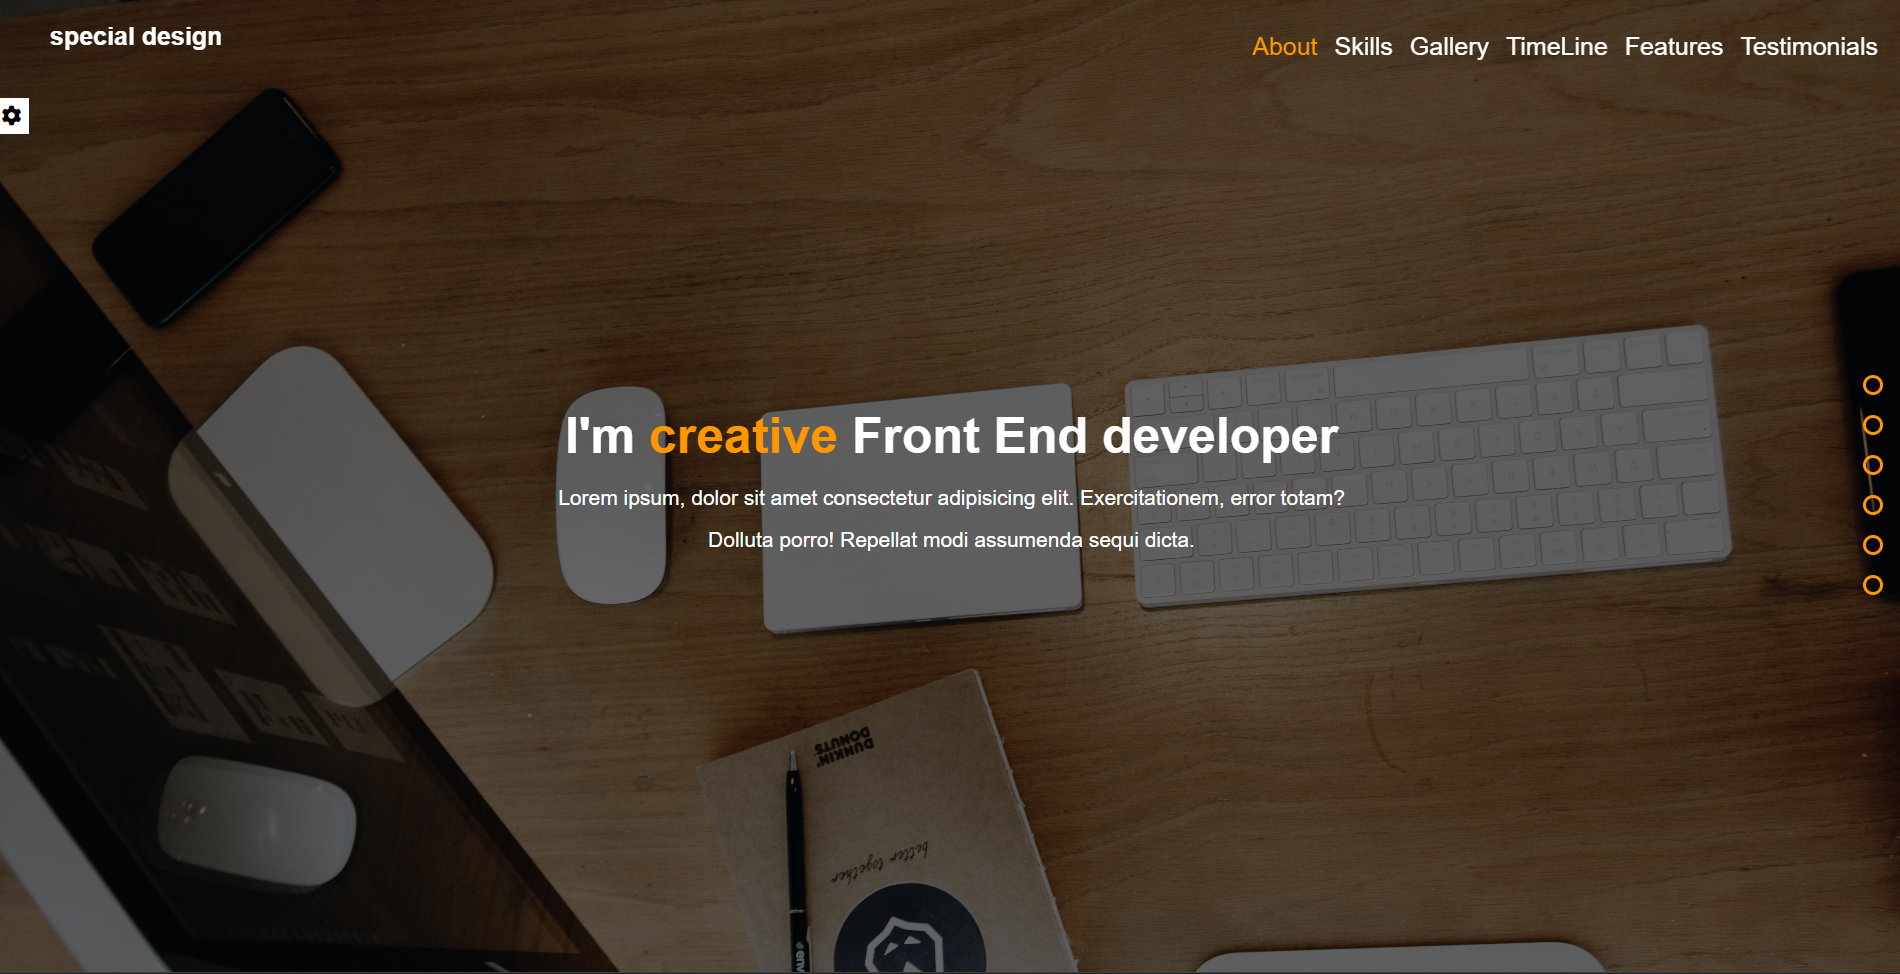 special design
About Skills Gallery TimeLine Features Testimonials
I'm creative Front End developer
Lorem ipsum, dolor sit amet consectetur adipisicing elit. Exercitationem, error totam?
Dolluta porro! Repellat modi assumenda sequi dicta.
DUNKIN'
DONUTS
better together